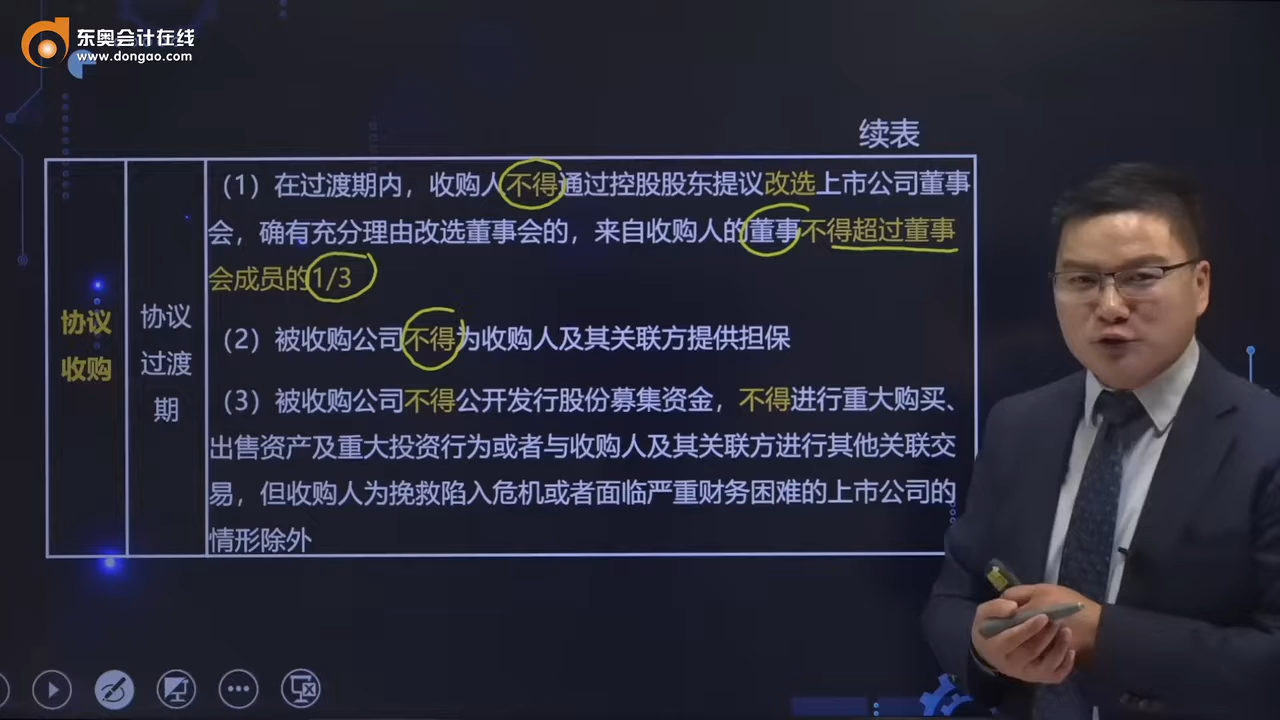 东奥会计在线
www.dongao.com
续表
协议
收购
协议
过渡
期
（1）在过渡期内，收购人不得通过控股股东提议改选上市公司董事
会，确有充分理由改选董事会的，来自收购人的董事不得超过董事
会成员的1/3
（2）被收购公司不得为收购人及其关联方提供担保
（3）被收购公司不得公开发行股份募集资金，不得进行重大购买、
出售资产及重大投资行为或者与收购人及其关联方进行其他关联交
易，但收购人为挽救陷入危机或者面临严重财务困难的上市公司的
情形除外